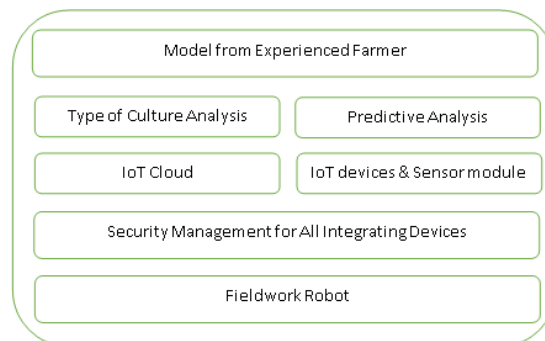 Model from Experienced Farmer
Type of Culture Analysis
Predictive Analysis
IoT Cloud
IoT devices & Sensor module
Security Management for All Integrating Devices
Fieldwork Robot